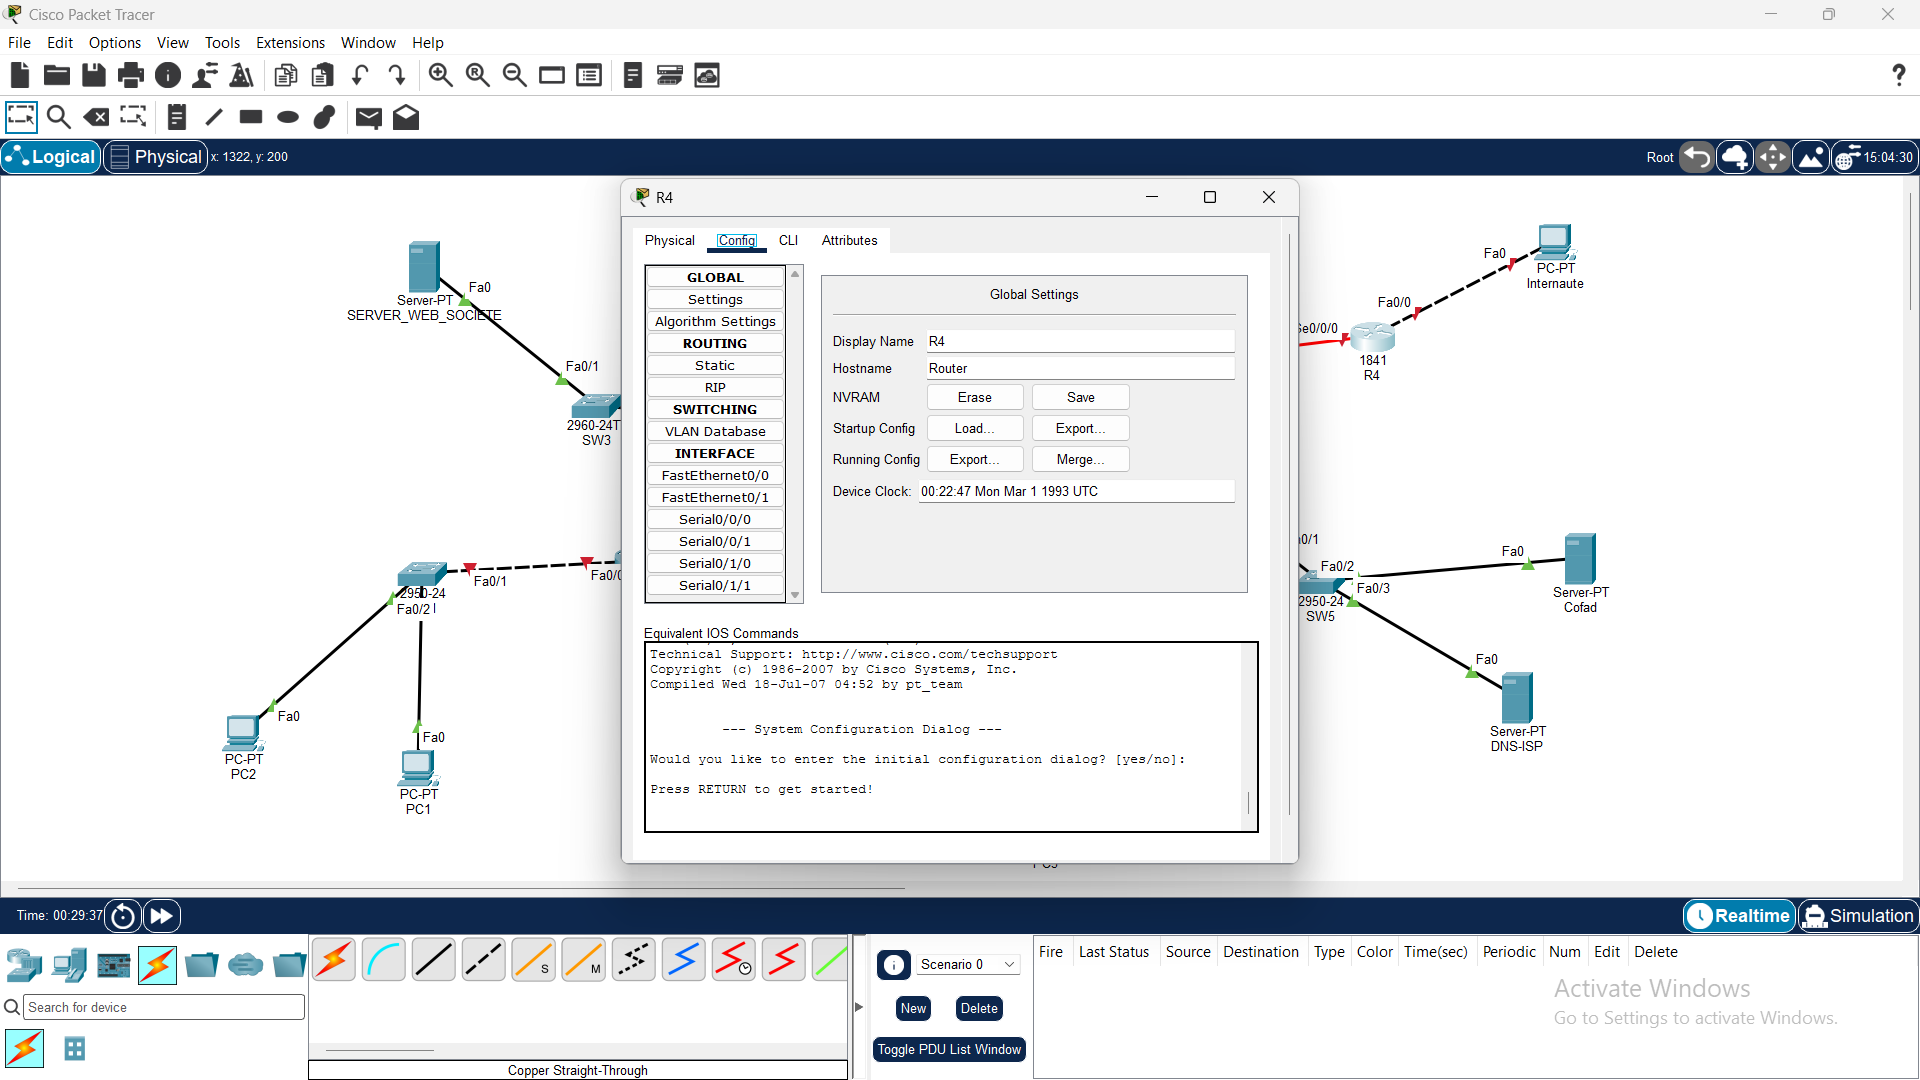 Cisco Packet Tracer
File Edit Options View Tools Extensions Window Help
Logical Physical x: 1322, y: 200 Root 15:04:30
R4
Physical Config CLI Attributes
GLOBAL
Settings
Algorithm Settings
ROUTING
Static
RIP
SWITCHING
VLAN Database
INTERFACE
FastEthernet0/0
FastEthernet0/1
Serial0/0/0
Serial0/0/1
Serial0/1/0
Serial0/1/1
Global Settings
Display Name R4
Hostname Router
NVRAM Erase Save
Startup Config Load... Export...
Running Config Export... Merge...
Device Clock: 00:22:47 Mon Mar 1 1993 UTC
Equivalent IOS Commands
Technical Support: http://www.cisco.com/techsupport
Copyright (c) 1986-2007 by Cisco Systems, Inc.
Compiled Wed 18-Jul-07 04:52 by pt_team
--- System Configuration Dialog ---
Would you like to enter the initial configuration dialog? [yes/no]:
Press RETURN to get started!
Fa0
Server-PT
SERVER_WEB_SOCIETE
Fa0/1
2960-24T
SW3
Fa0/1
Fa0/0
2950-24
Fa0/2
Fa0
PC-PT
PC2
Fa0
PC-PT
PC1
Fa0
PC-PT
Internaute
Fa0/0
Se0/0/0
1841
R4
Fa0/2
Fa0/3
2950-24
SW5
Fa0
Server-PT
Cofad
Fa0
Server-PT
DNS-ISP
Time: 00:29:37 Realtime Simulation
S M
Search for device
Copper Straight-Through
Scenario 0
New Delete
Toggle PDU List Window
Fire Last Status Source Destination Type Color Time(sec) Periodic Num Edit Delete
Activate Windows
Go to Settings to activate Windows.